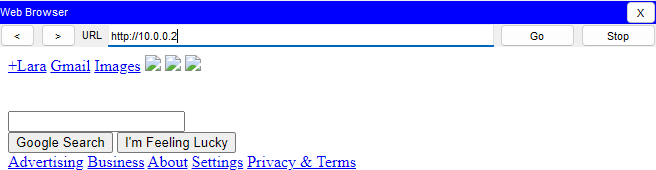 Web Browser X
< > URL http://10.0.0.2 Go Stop
+Lara Gmail Images
Google Search I'm Feeling Lucky
Advertising Business About Settings Privacy & Terms